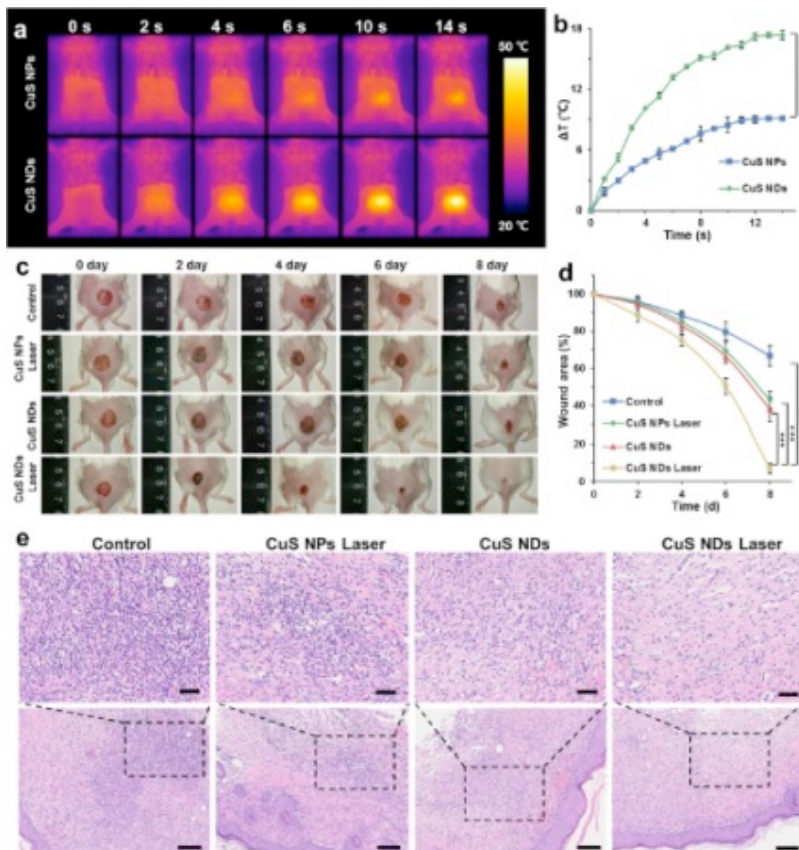 a
0 s 2 s 4 s 6 s 10 s 14 s
CuS NPs
CuS NDs
50 ℃
20 ℃
b
ΔT (℃)
18
12
6
0
0 4 8 12
Time (s)
CuS NPs
CuS NDs
c
0 day 2 day 4 day 6 day 8 day
Control
CuS NPs
Laser
CuS NDs
CuS NDs
Laser
d
Wound area (%)
100
80
60
40
20
0
0 2 4 6 8
Time (d)
Control
CuS NPs Laser
CuS NDs
CuS NDs Laser
***
***
e
Control CuS NPs Laser CuS NDs CuS NDs Laser